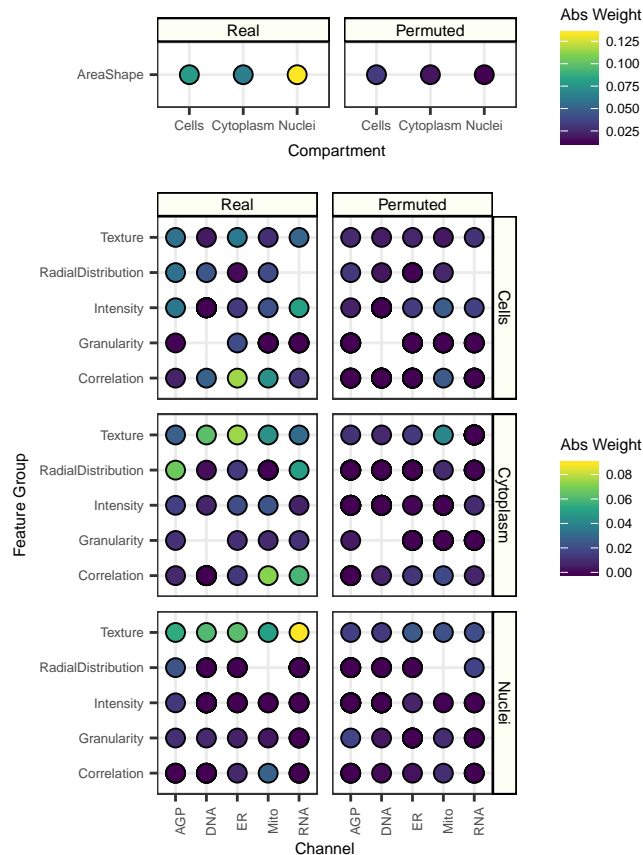 Real
Permuted
Abs Weight
0.125
0.100
0.075
0.050
0.025
AreaShape
Cells
Cytoplasm
Nuclei
Cells
Cytoplasm
Nuclei
Compartment
Real
Permuted
Texture
RadialDistribution
Intensity
Granularity
Correlation
Cells
Texture
RadialDistribution
Intensity
Granularity
Correlation
Cytoplasm
Feature Group
Abs Weight
0.08
0.06
0.04
0.02
0.00
Texture
RadialDistribution
Intensity
Granularity
Correlation
Nuclei
AGP
DNA
ER
Mito
RNA
AGP
DNA
ER
Mito
RNA
Channel